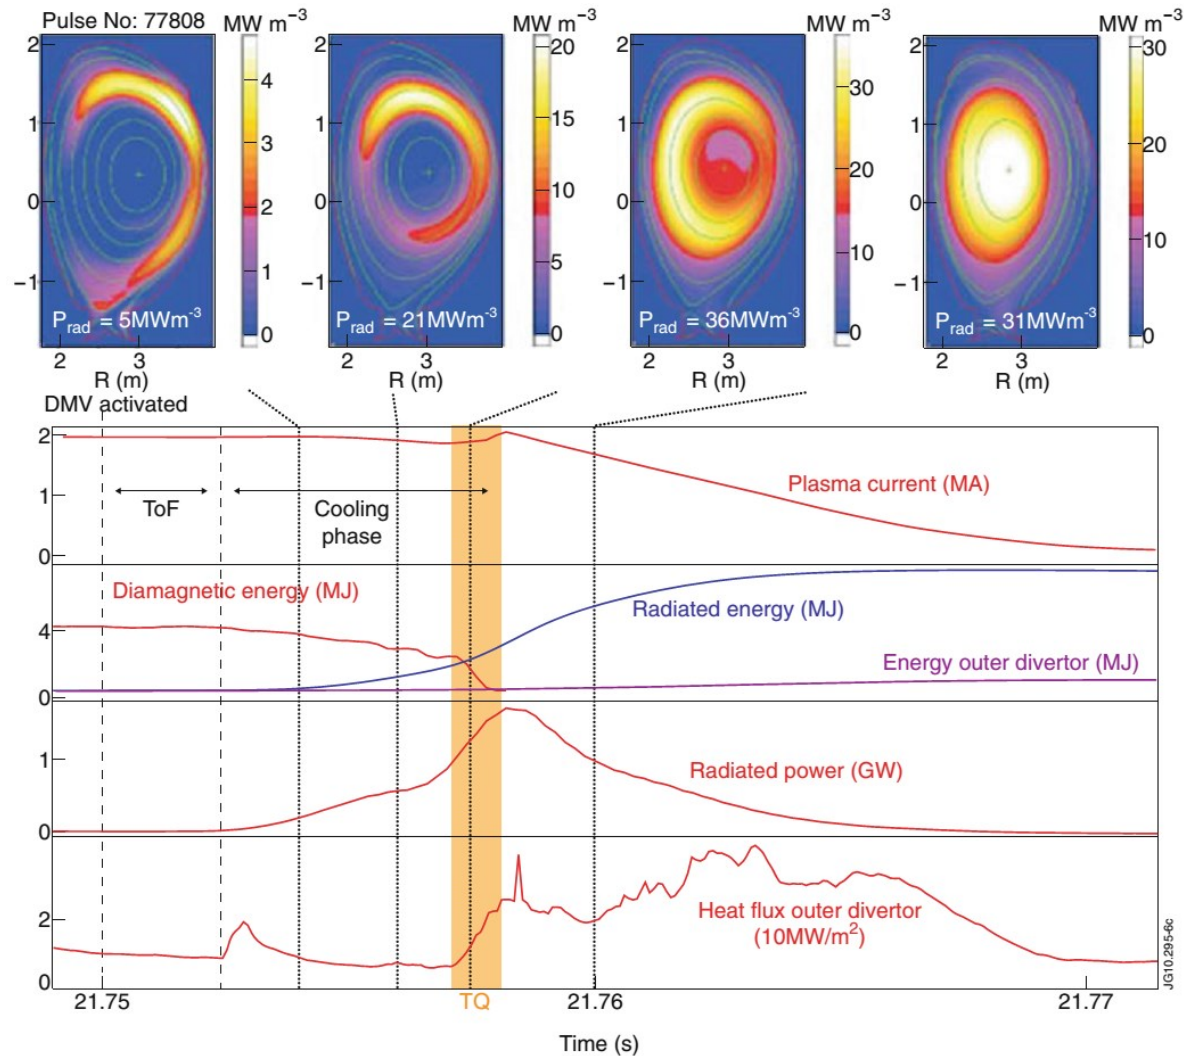 Pulse No: 77808
MW m⁻³
MW m⁻³
MW m⁻³
MW m⁻³
2
1
0
−1
4
3
2
1
0
2
1
0
−1
20
15
10
5
0
2
1
0
−1
30
20
10
0
2
1
0
−1
30
20
10
0
P_rad = 5MWm⁻³
P_rad = 21MWm⁻³
P_rad = 36MWm⁻³
P_rad = 31MWm⁻³
2 3
2 3
2 3
2 3
R (m)
R (m)
R (m)
R (m)
DMV activated
2
1
0
ToF
Cooling
phase
Plasma current (MA)
Diamagnetic energy (MJ)
Radiated energy (MJ)
Energy outer divertor (MJ)
4
0
Radiated power (GW)
1
0
Heat flux outer divertor
(10MW/m²)
2
0
JG10.295-6c
21.75
TQ
21.76
21.77
Time (s)